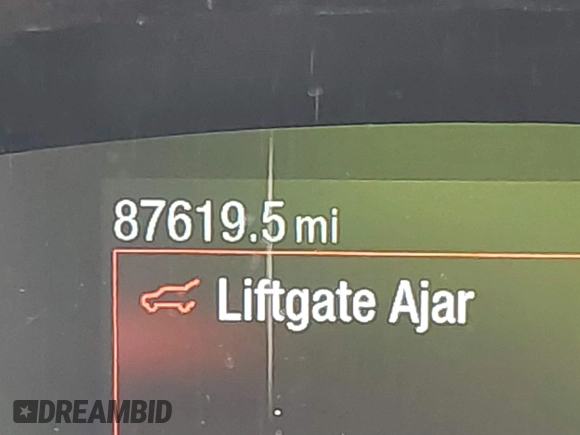 87619.5 mi
Liftgate Ajar
DREAMBID